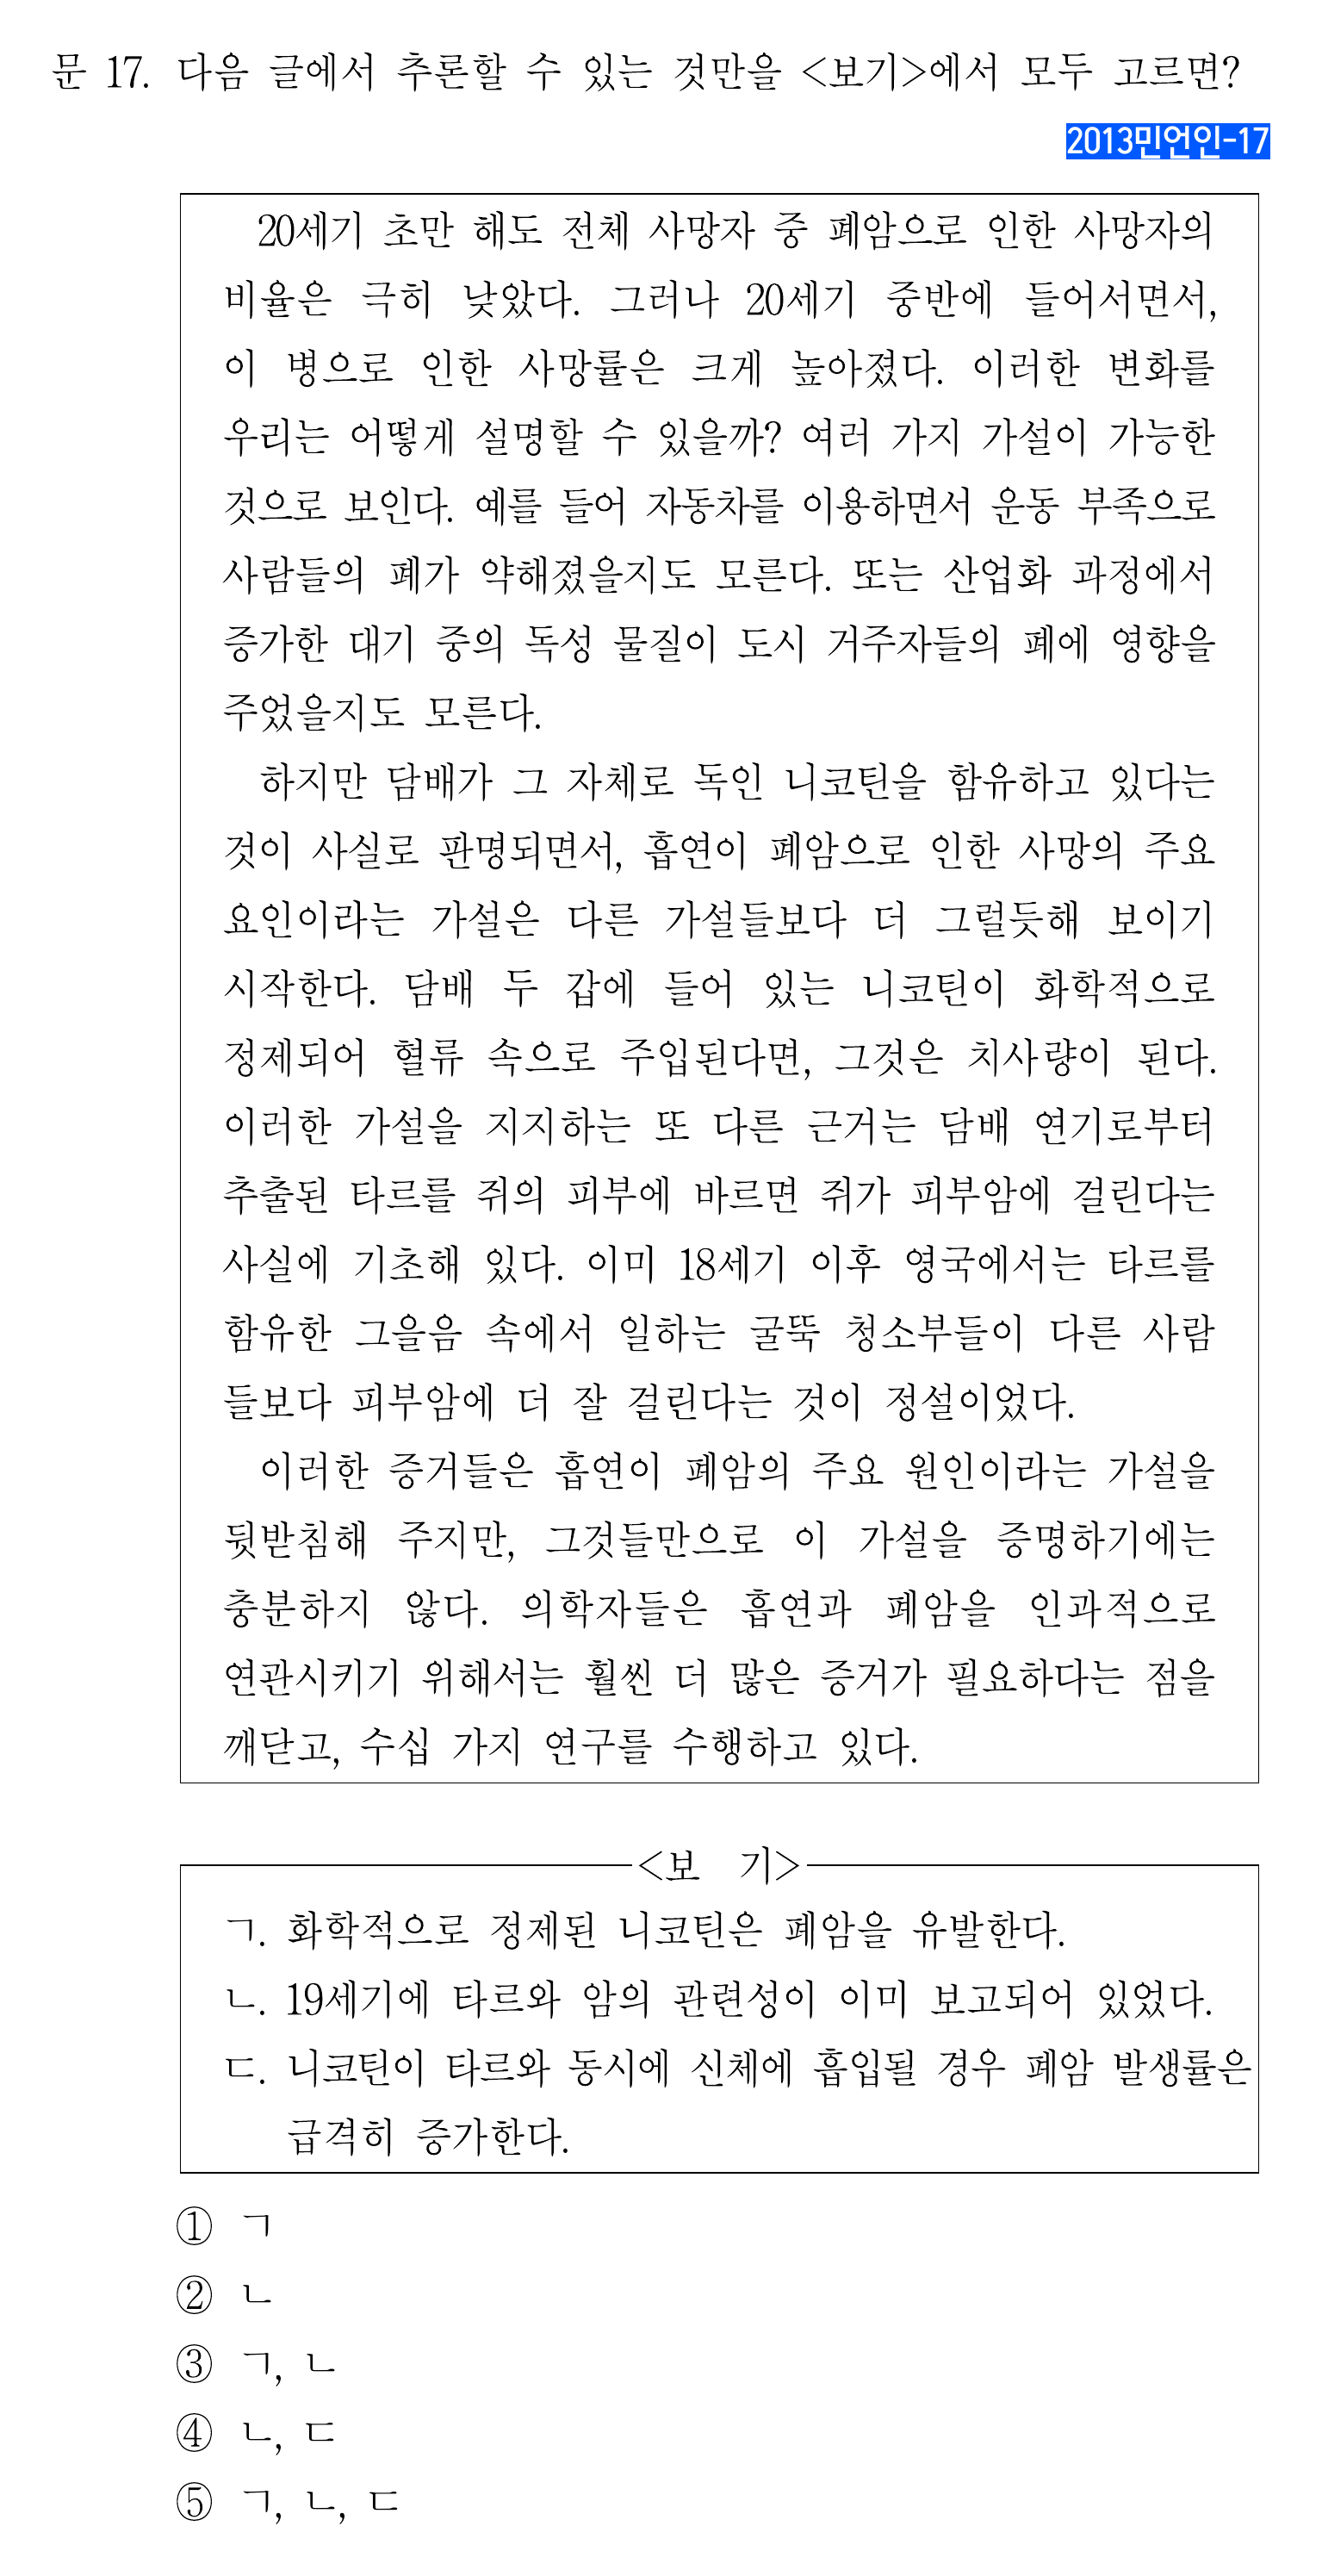 문 17. 다음 글에서 추론할 수 있는 것만을 <보기>에서 모두 고르면?
2013민언인-17
20세기 초만 해도 전체 사망자 중 폐암으로 인한 사망자의
비율은 극히 낮았다. 그러나 20세기 중반에 들어서면서,
이 병으로 인한 사망률은 크게 높아졌다. 이러한 변화를
우리는 어떻게 설명할 수 있을까? 여러 가지 가설이 가능한
것으로 보인다. 예를 들어 자동차를 이용하면서 운동 부족으로
사람들의 폐가 약해졌을지도 모른다. 또는 산업화 과정에서
증가한 대기 중의 독성 물질이 도시 거주자들의 폐에 영향을
주었을지도 모른다.
하지만 담배가 그 자체로 독인 니코틴을 함유하고 있다는
것이 사실로 판명되면서, 흡연이 폐암으로 인한 사망의 주요
요인이라는 가설은 다른 가설들보다 더 그럴듯해 보이기
시작한다. 담배 두 갑에 들어 있는 니코틴이 화학적으로
정제되어 혈류 속으로 주입된다면, 그것은 치사량이 된다.
이러한 가설을 지지하는 또 다른 근거는 담배 연기로부터
추출된 타르를 쥐의 피부에 바르면 쥐가 피부암에 걸린다는
사실에 기초해 있다. 이미 18세기 이후 영국에서는 타르를
함유한 그을음 속에서 일하는 굴뚝 청소부들이 다른 사람
들보다 피부암에 더 잘 걸린다는 것이 정설이었다.
이러한 증거들은 흡연이 폐암의 주요 원인이라는 가설을
뒷받침해 주지만, 그것들만으로 이 가설을 증명하기에는
충분하지 않다. 의학자들은 흡연과 폐암을 인과적으로
연관시키기 위해서는 훨씬 더 많은 증거가 필요하다는 점을
깨닫고, 수십 가지 연구를 수행하고 있다.
<보 기>
ㄱ. 화학적으로 정제된 니코틴은 폐암을 유발한다.
ㄴ. 19세기에 타르와 암의 관련성이 이미 보고되어 있었다.
ㄷ. 니코틴이 타르와 동시에 신체에 흡입될 경우 폐암 발생률은
급격히 증가한다.
① ㄱ
② ㄴ
③ ㄱ, ㄴ
④ ㄴ, ㄷ
⑤ ㄱ, ㄴ, ㄷ